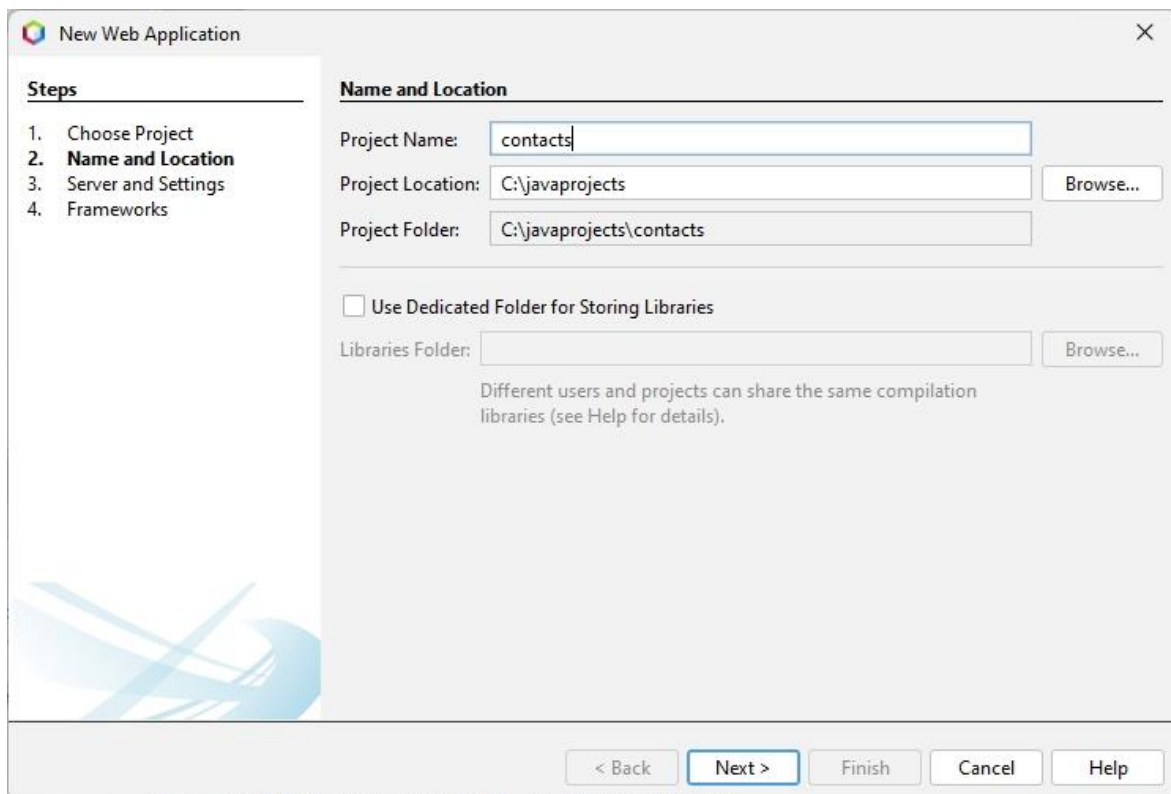 New Web Application
Steps
1. Choose Project
2. Name and Location
3. Server and Settings
4. Frameworks
Name and Location
Project Name: contacts
Project Location: C:\javaprojects Browse...
Project Folder: C:\javaprojects\contacts
Use Dedicated Folder for Storing Libraries
Libraries Folder: Browse...
Different users and projects can share the same compilation
libraries (see Help for details).
< Back Next > Finish Cancel Help